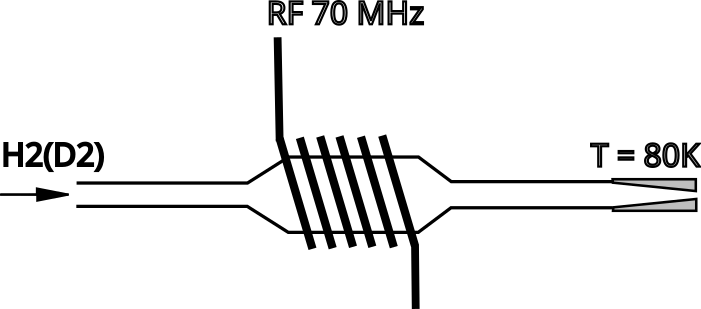 RF 70 MHz
H2(D2)
T = 80K